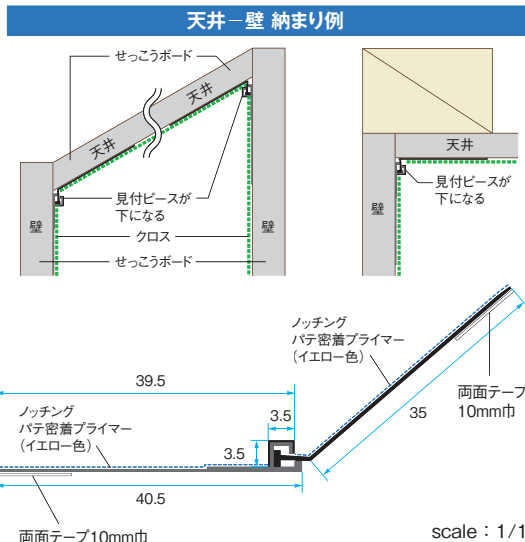 天井－壁 納まり例
せっこうボード
天井
天井
見付ピースが
下になる
壁
クロス
壁
せっこうボード
天井
見付ピースが
下になる
壁
ノッチング
パテ密着プライマー
（イエロー色）
両面テープ
10mm巾
35
39.5
3.5
ノッチング
パテ密着プライマー
（イエロー色）
3.5
40.5
両面テープ10mm巾
scale：1/1